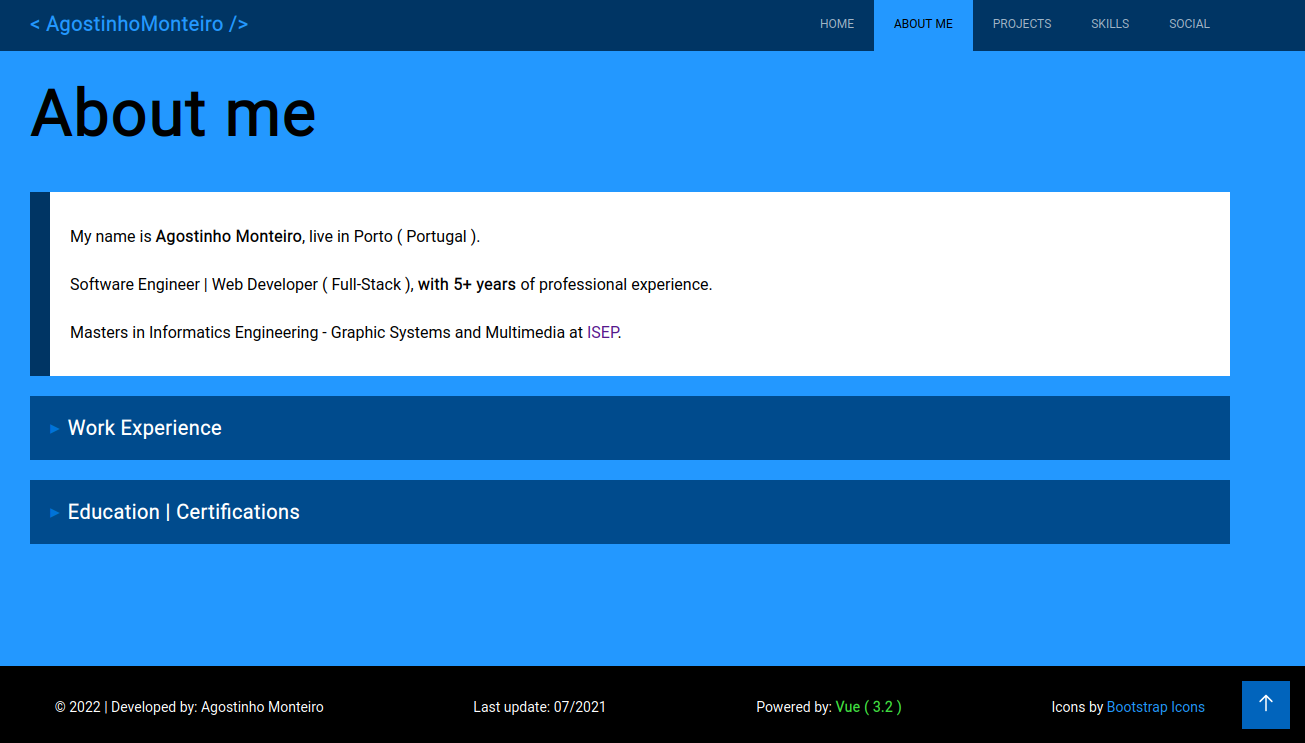 < AgostinhoMonteiro />
HOME ABOUT ME PROJECTS SKILLS SOCIAL
About me
My name is Agostinho Monteiro, live in Porto ( Portugal ).
Software Engineer | Web Developer ( Full-Stack ), with 5+ years of professional experience.
Masters in Informatics Engineering - Graphic Systems and Multimedia at ISEP.
Work Experience
Education | Certifications
© 2022 | Developed by: Agostinho Monteiro
Last update: 07/2021
Powered by: Vue ( 3.2 )
Icons by Bootstrap Icons